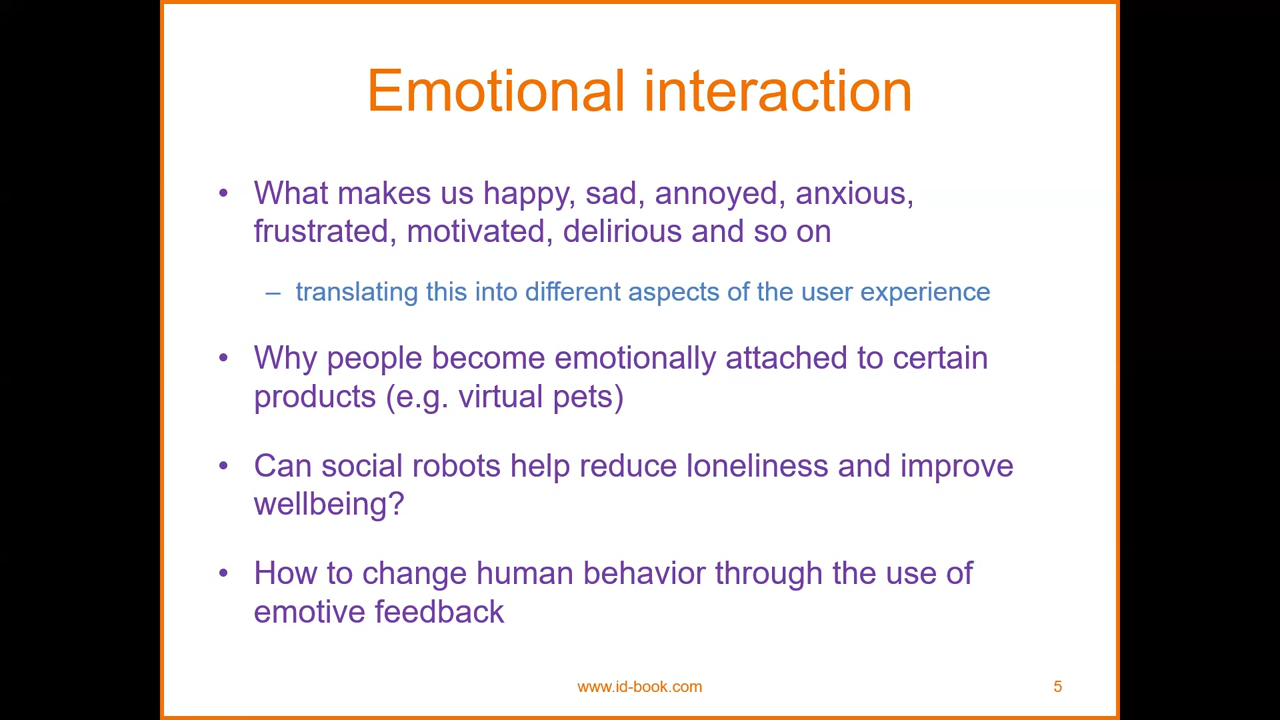 Emotional interaction
• What makes us happy, sad, annoyed, anxious,
frustrated, motivated, delirious and so on
– translating this into different aspects of the user experience
• Why people become emotionally attached to certain
products (e.g. virtual pets)
• Can social robots help reduce loneliness and improve
wellbeing?
• How to change human behavior through the use of
emotive feedback
www.id-book.com
5